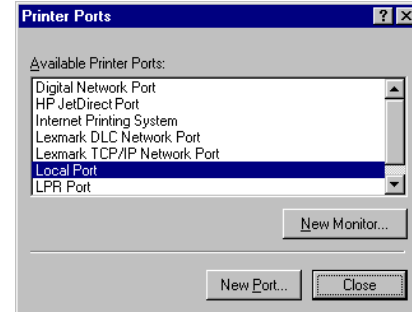 Printer Ports
Available Printer Ports:
Digital Network Port
HP JetDirect Port
Internet Printing System
Lexmark DLC Network Port
Lexmark TCP/IP Network Port
Local Port
LPR Port
New Monitor...
New Port...
Close